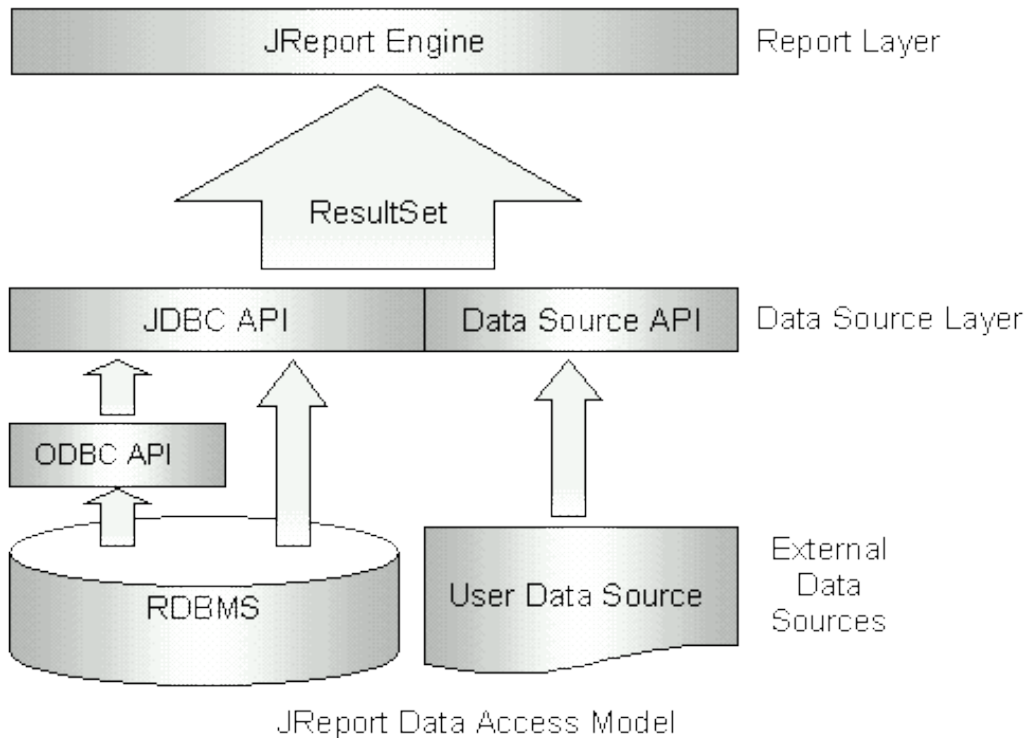 JReport Engine
Report Layer
ResultSet
JDBC API
Data Source API
Data Source Layer
ODBC API
RDBMS
User Data Source
External
Data
Sources
JReport Data Access Model